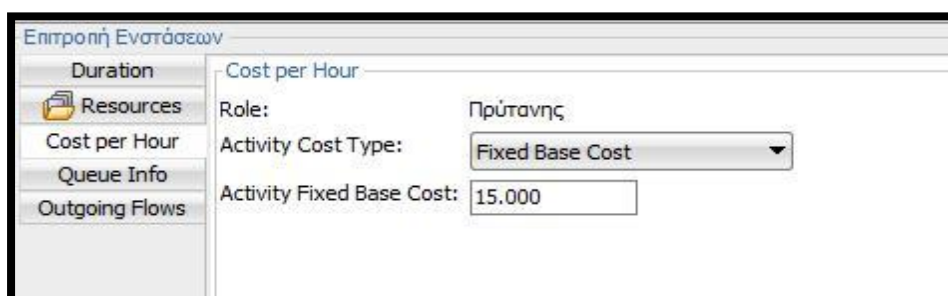 Επιτροπή Ενστάσεων
Duration
Resources
Cost per Hour
Queue Info
Outgoing Flows
Cost per Hour
Role: Πρύτανης
Activity Cost Type: Fixed Base Cost
Activity Fixed Base Cost: 15.000